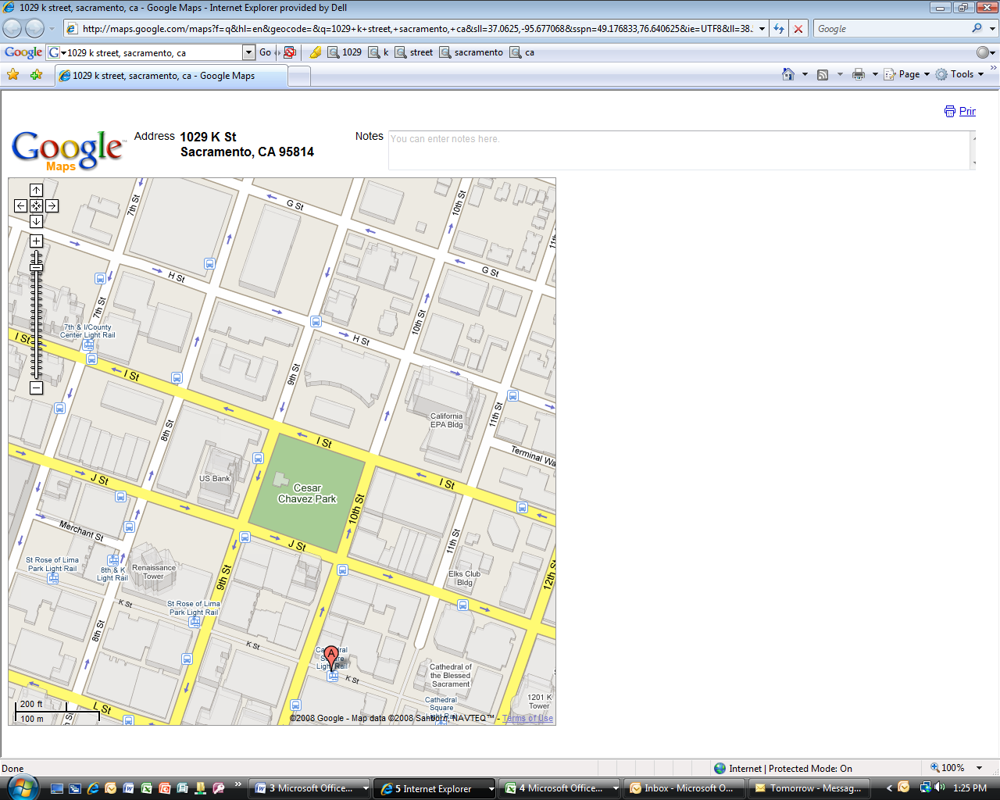 1029 k street, sacramento, ca - Google Maps - Internet Explorer provided by Dell
http://maps.google.com/maps?f=q&hl=en&geocode=&q=1029+k+street,+sacramento,+ca&sll=37.0625,-95.677068&sspn=49.176833,76.640625&ie=UTF8&ll=38.
Google
Google G 1029 k street, sacramento, ca Go 1029 k street sacramento ca
1029 k street, sacramento, ca - Google Maps
Page Tools
Prin
Google Maps
Address 1029 K St
Sacramento, CA 95814
Notes You can enter notes here.
7th St
G St
10th St
11th
H St
G St
7th St
7th & I/County
Center Light Rail
10th St
I St
H St
I St
9th St
California
EPA Bldg
11th St
8th St
I St
Terminal Wa
J St
US Bank
I St
Cesar
Chavez Park
10th St
Merchant St
J St
11th St
St Rose of Lima
Park Light Rail
8th & K
Light Rail
Renaissance
Tower
9th St
Elks Club
Bldg
12th St
K St
St Rose of Lima
Park Light Rail
8th St
K St
A
Cathedral
Square
Light Rail
K St
Cathedral of
the Blessed
Sacrament
1201 K
Tower
Cathedral
Square
Light Rail
L St
th St
200 ft
100 m
©2008 Google - Map data ©2008 Sanborn, NAVTEQ™ - Terms of Use
Done
Internet | Protected Mode: On
100%
3 Microsoft Office...
5 Internet Explorer
4 Microsoft Office...
Inbox - Microsoft O...
Tomorrow - Messag...
1:25 PM